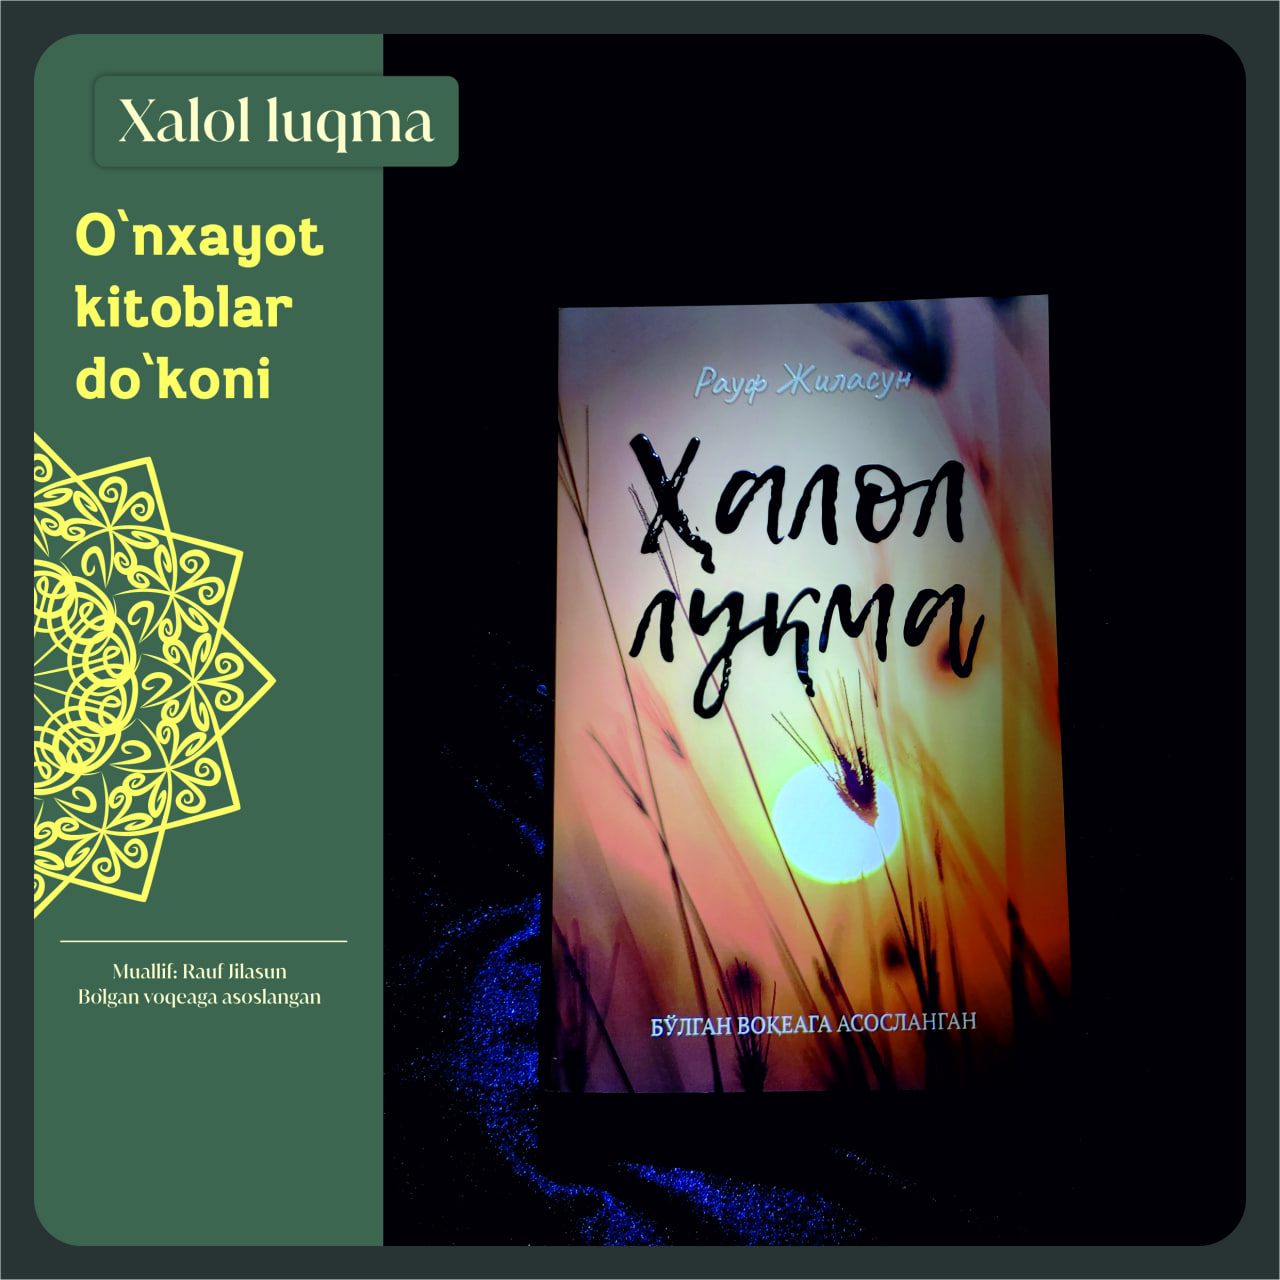 Xalol luqma
O`nxayot
kitoblar
do`koni
Muallif: Rauf Jilasun
Bo`lgan voqeaga asoslangan
Рауф Жиласун
Ҳалол
луқма
БЎЛГАН ВОҚЕАГА АСОСЛАНГАН